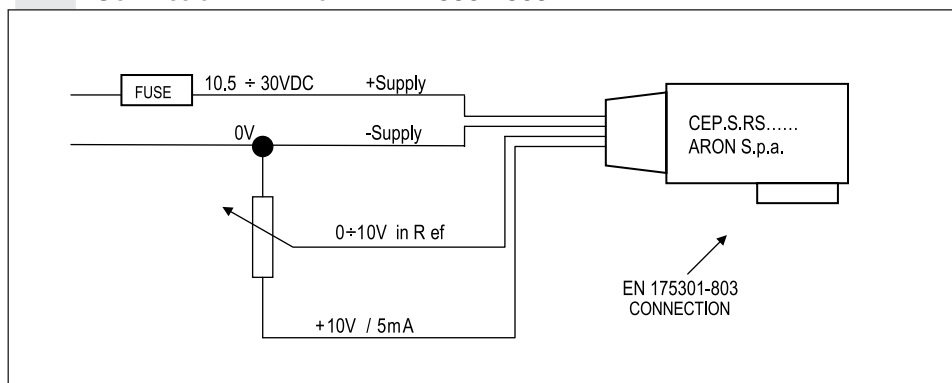 FUSE
10.5 ÷ 30VDC
+Supply
0V
-Supply
CEP.S.RS......
ARON S.p.a.
0÷10V in R ef
EN 175301-803
CONNECTION
+10V / 5mA